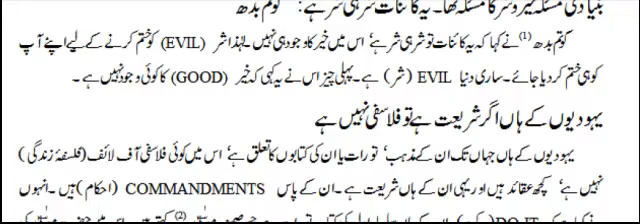 بنیادی مسئلہ خیر و شر کا مسئلہ تھا۔ یہ کائنات شر ہی شر ہے: گوتم بدھ
گوتم بدھ (1) نے کہا کہ یہ کائنات تو شر ہی شر ہے‘ اس میں خیر کا وجود ہی نہیں۔ لہٰذا شر (EVIL) کو ختم کرنے کے لیے اپنے آپ
کو ہی ختم کر دیا جائے۔ ساری دنیا EVIL (شر) ہے۔ پہلی چیز اس نے یہ کہی کہ خیر (GOOD) کا کوئی وجود نہیں ہے۔
یہودیوں کے ہاں اگر شریعت ہے تو فلاسفی نہیں ہے
یہودیوں کے ہاں جہاں تک ان کے مذہب‘ تورات یا ان کی کتابوں کا تعلق ہے‘ اس میں کوئی فلاسفی آف لائف (فلسفۂ زندگی)
نہیں ہے‘ کچھ عقائد ہیں اور یہی ان کے ہاں شریعت ہے۔ ان کے پاس COMMANDMENTS (احکام) ہیں۔ انہوں